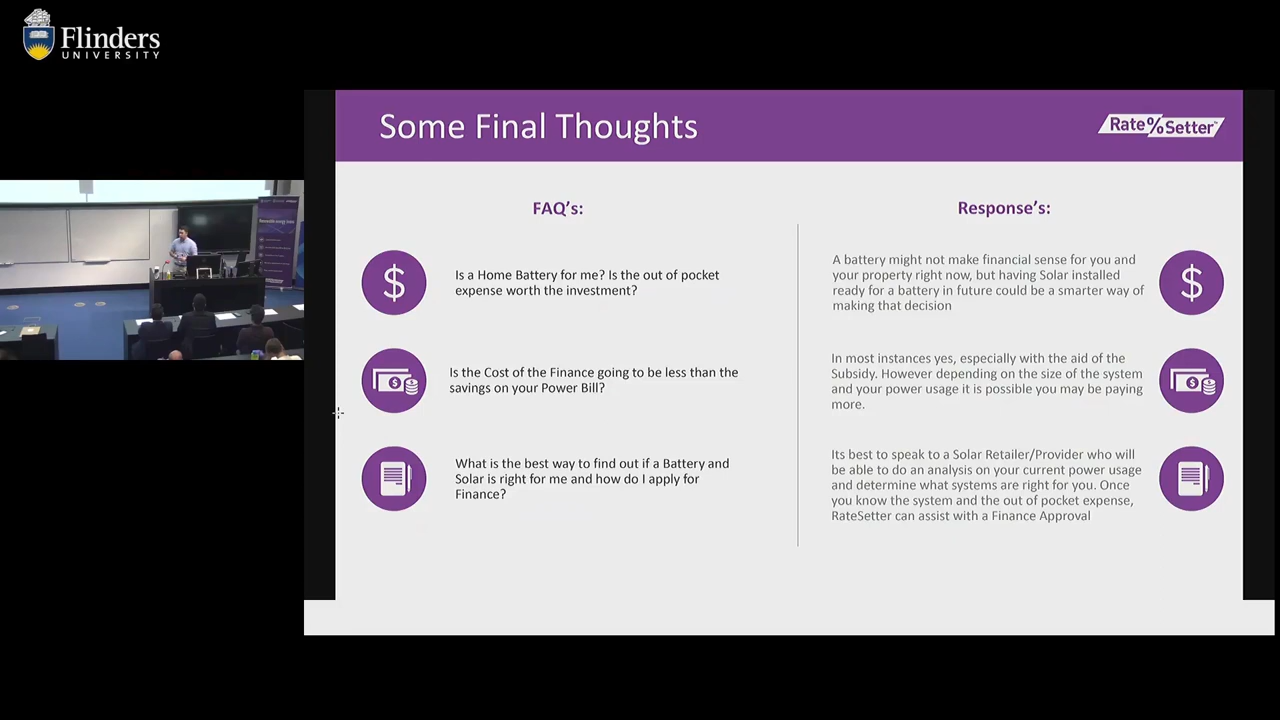 Flinders
UNIVERSITY
Some Final Thoughts
Rate%Setter
FAQ's:
Response's:
Is a Home Battery for me? Is the out of pocket
expense worth the investment?
A battery might not make financial sense for you and
your property right now, but having Solar installed
ready for a battery in future could be a smarter way of
making that decision
Is the Cost of the Finance going to be less than the
savings on your Power Bill?
In most instances yes, especially with the aid of the
Subsidy. However depending on the size of the system
and your power usage it is possible you may be paying
more.
What is the best way to find out if a Battery and
Solar is right for me and how do I apply for
Finance?
Its best to speak to a Solar Retailer/Provider who will
be able to do an analysis on your current power usage
and determine what systems are right for you. Once
you know the system and the out of pocket expense,
RateSetter can assist with a Finance Approval